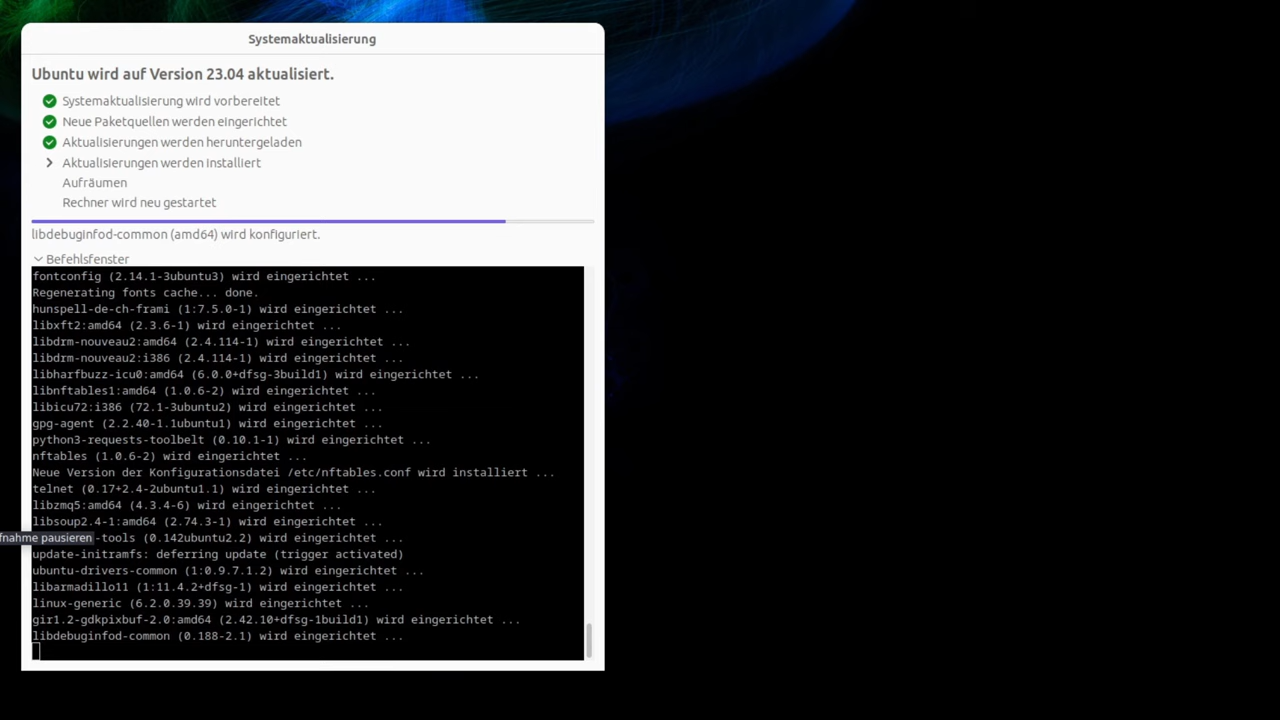 Systemaktualisierung
Ubuntu wird auf Version 23.04 aktualisiert.
Systemaktualisierung wird vorbereitet
Neue Paketquellen werden eingerichtet
Aktualisierungen werden heruntergeladen
Aktualisierungen werden installiert
Aufräumen
Rechner wird neu gestartet
libdebuginfod-common (amd64) wird konfiguriert.
Befehlsfenster
fontconfig (2.14.1-3ubuntu3) wird eingerichtet ...
Regenerating fonts cache... done.
hunspell-de-ch-frami (1:7.5.0-1) wird eingerichtet ...
libxft2:amd64 (2.3.6-1) wird eingerichtet ...
libdrm-nouveau2:amd64 (2.4.114-1) wird eingerichtet ...
libdrm-nouveau2:i386 (2.4.114-1) wird eingerichtet ...
libharfbuzz-icu0:amd64 (6.0.0+dfsg-3build1) wird eingerichtet ...
libnftables1:amd64 (1.0.6-2) wird eingerichtet ...
libicu72:i386 (72.1-3ubuntu2) wird eingerichtet ...
gpg-agent (2.2.40-1.1ubuntu1) wird eingerichtet ...
python3-requests-toolbelt (0.10.1-1) wird eingerichtet ...
nftables (1.0.6-2) wird eingerichtet ...
Neue Version der Konfigurationsdatei /etc/nftables.conf wird installiert ...
telnet (0.17+2.4-2ubuntu1.1) wird eingerichtet ...
libzmq5:amd64 (4.3.4-6) wird eingerichtet ...
libsoup2.4-1:amd64 (2.74.3-1) wird eingerichtet ...
fnahme pausieren -tools (0.142ubuntu2.2) wird eingerichtet ...
update-initramfs: deferring update (trigger activated)
ubuntu-drivers-common (1:0.9.7.1.2) wird eingerichtet ...
libarmadillo11 (1:11.4.2+dfsg-1) wird eingerichtet ...
linux-generic (6.2.0.39.39) wird eingerichtet ...
gir1.2-gdkpixbuf-2.0:amd64 (2.42.10+dfsg-1build1) wird eingerichtet ...
libdebuginfod-common (0.188-2.1) wird eingerichtet ...